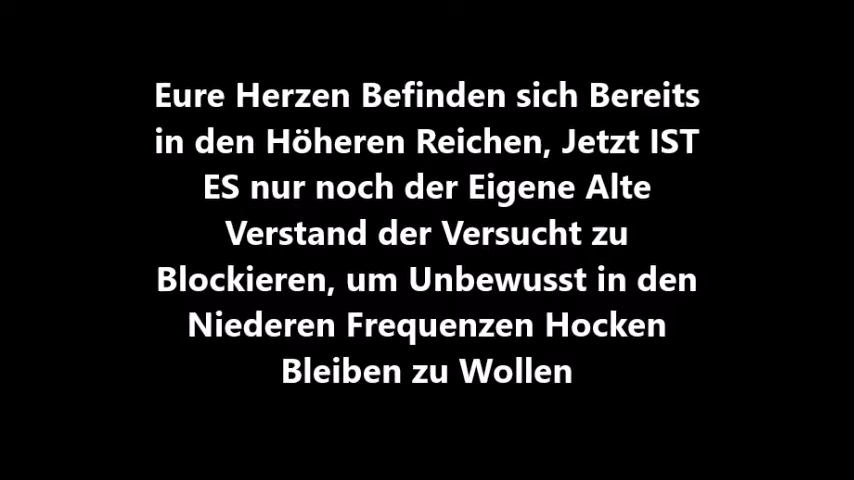 Eure Herzen Befinden sich Bereits
in den Höheren Reichen, Jetzt IST
ES nur noch der Eigene Alte
Verstand der Versucht zu
Blockieren, um Unbewusst in den
Niederen Frequenzen Hocken
Bleiben zu Wollen